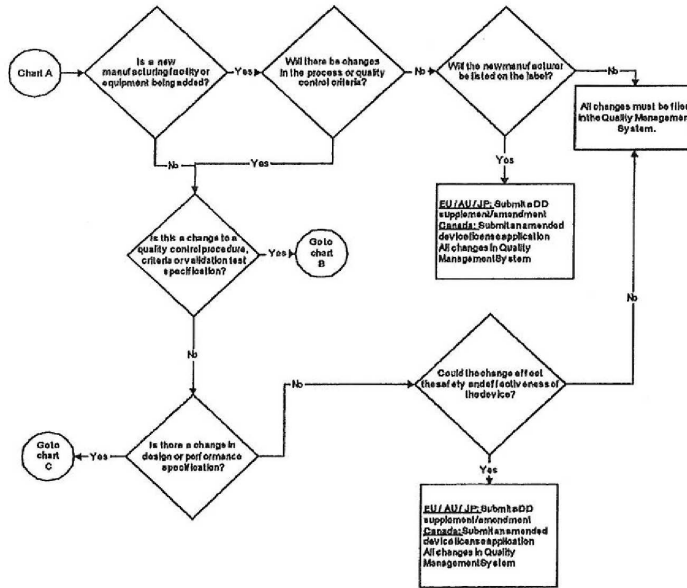 Chart A
Is a new
manufacturing facility or
equipment being added?
Yes
Will there be changes
in the process or quality
control criteria?
No
Will the new manufacturer
be listed on the label?
No
All changes must be filed
in the Quality Management
System.
No
Yes
Yes
EU / AU / JP: Submit a DD
supplement/amendment
Canada: Submit an amended
device license application
All changes in Quality
Management System
Is this a change to a
quality control procedure,
criteria or validation test
specification?
Yes
Go to
chart
B
No
No
Could the change affect
the safety and effectiveness of
the device?
No
Go to
chart
C
Yes
Is there a change in
design or performance
specification?
Yes
EU / AU / JP: Submit a DD
supplement/amendment
Canada: Submit an amended
device license application
All changes in Quality
Management System